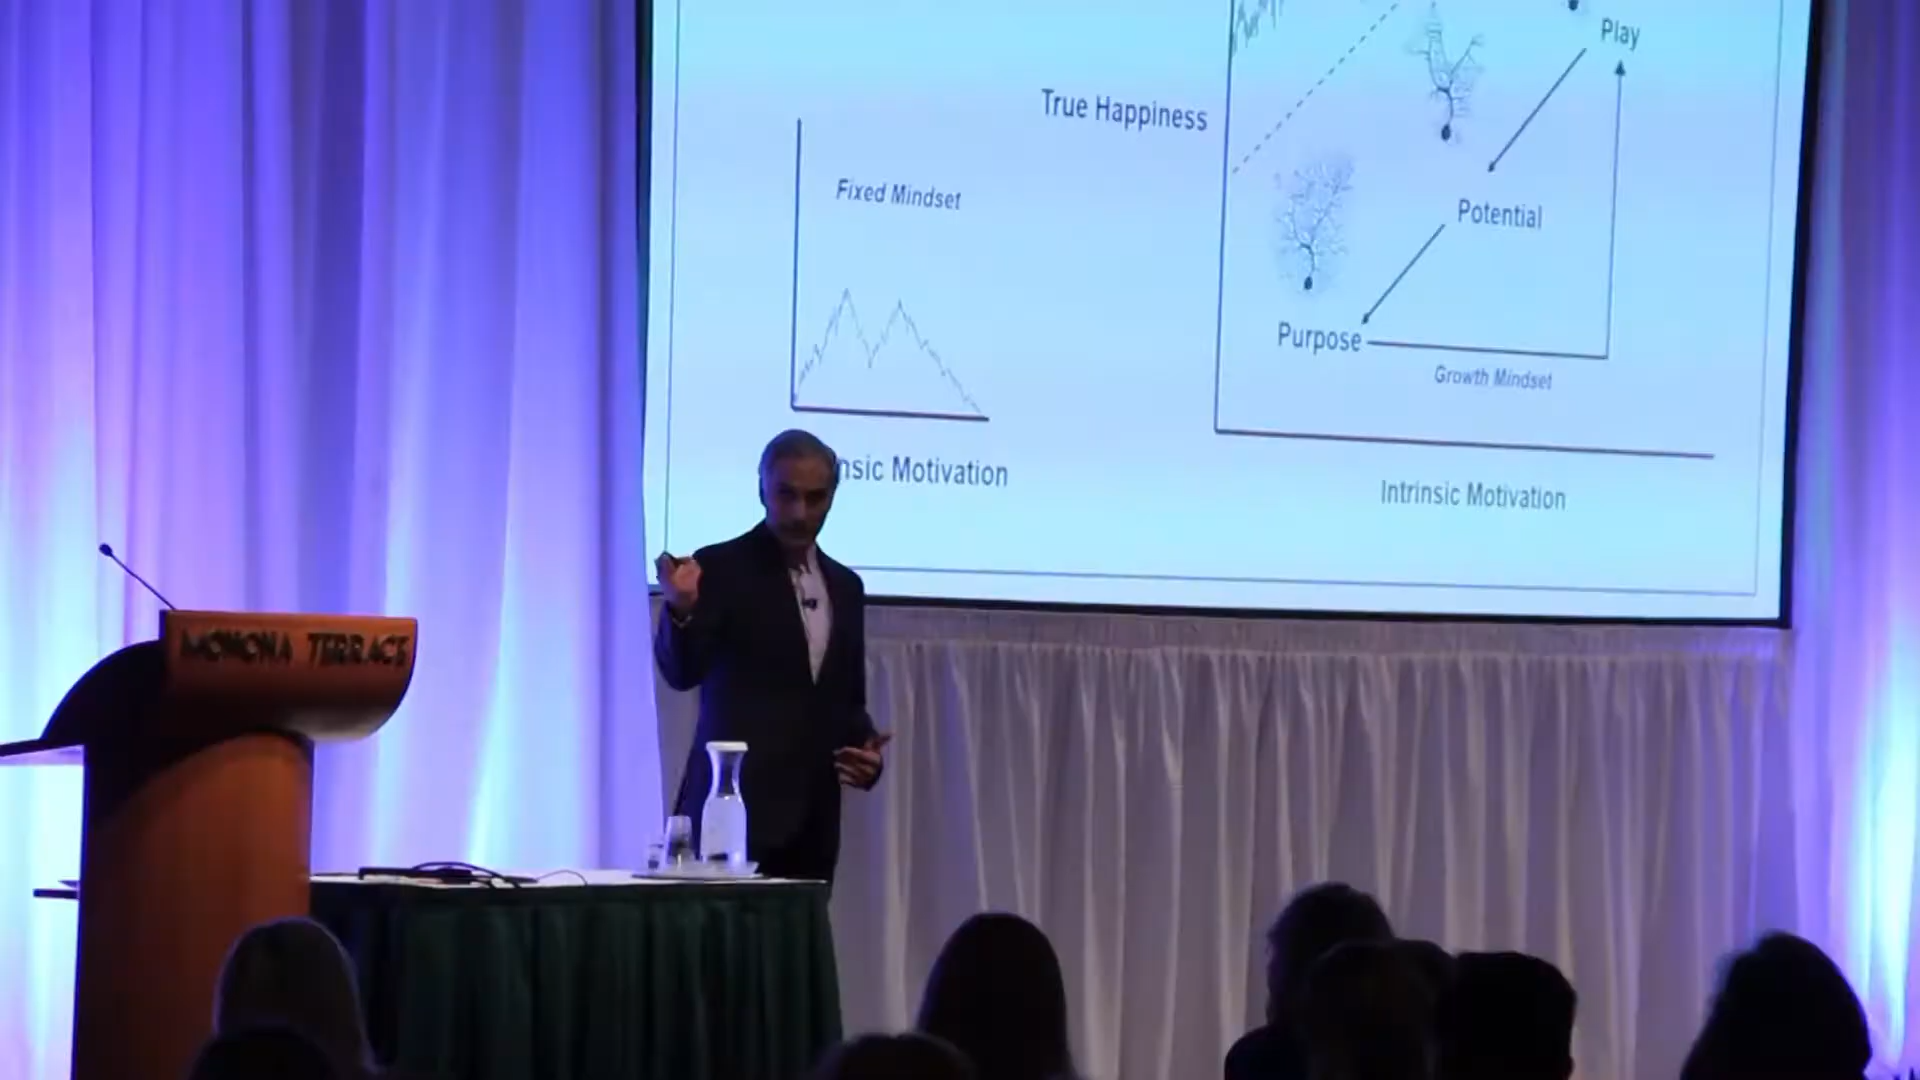 Play
True Happiness
Fixed Mindset
Potential
Purpose
Growth Mindset
nsic Motivation
Intrinsic Motivation
MONONA TERRACE